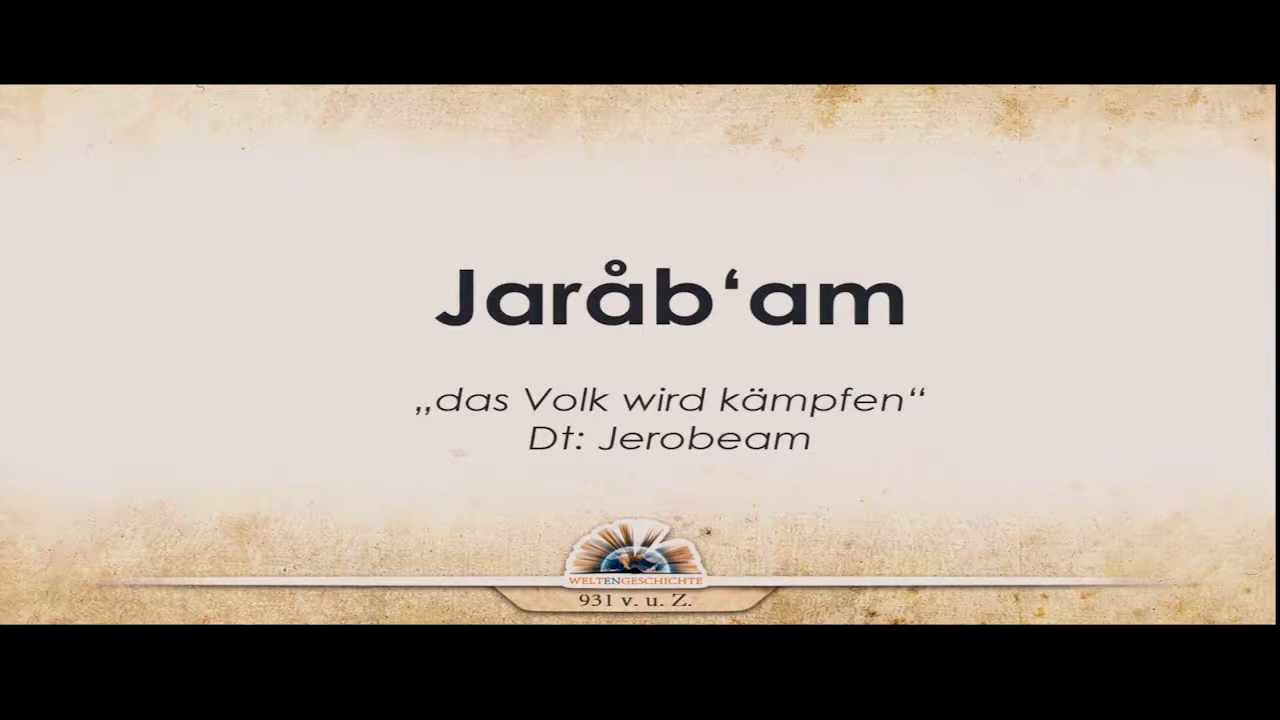 Jaråb‘am
„das Volk wird kämpfen“
Dt: Jerobeam
WELTENGESCHICHTE
931 v. u. Z.